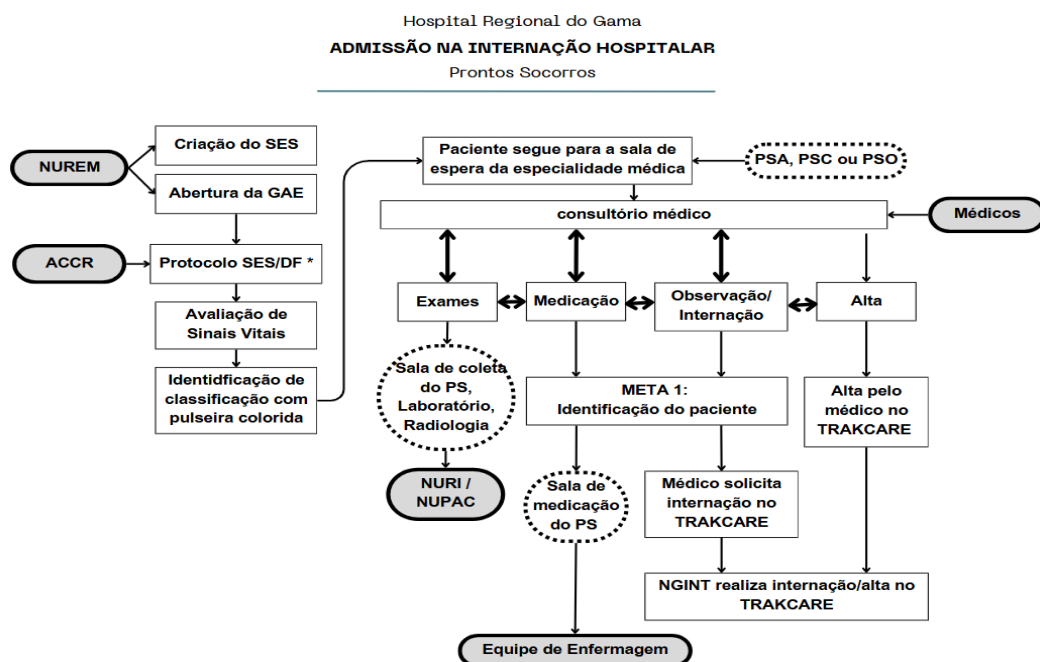 Hospital Regional do Gama
ADMISSÃO NA INTERNAÇÃO HOSPITALAR
Prontos Socorros
NUREM
Criação do SES
Abertura da GAE
ACCR
Protocolo SES/DF *
Avaliação de
Sinais Vitais
Identidficação de
classificação com
pulseira colorida
Paciente segue para a sala de
espera da especialidade médica
PSA, PSC ou PSO
consultório médico
Médicos
Exames
Medicação
Observação/
Internação
Alta
Sala de coleta
do PS,
Laboratório,
Radiologia
META 1:
Identificação do paciente
Alta pelo
médico no
TRAKCARE
NURI /
NUPAC
Sala de
medicação
do PS
Médico solicita
internação no
TRAKCARE
NGINT realiza internação/alta no
TRAKCARE
Equipe de Enfermagem